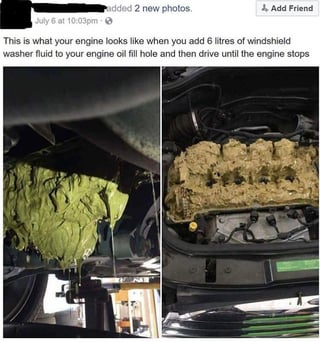 added 2 new photos.
Add Friend
July 6 at 10:03pm ·
This is what your engine looks like when you add 6 litres of windshield
washer fluid to your engine oil fill hole and then drive until the engine stops